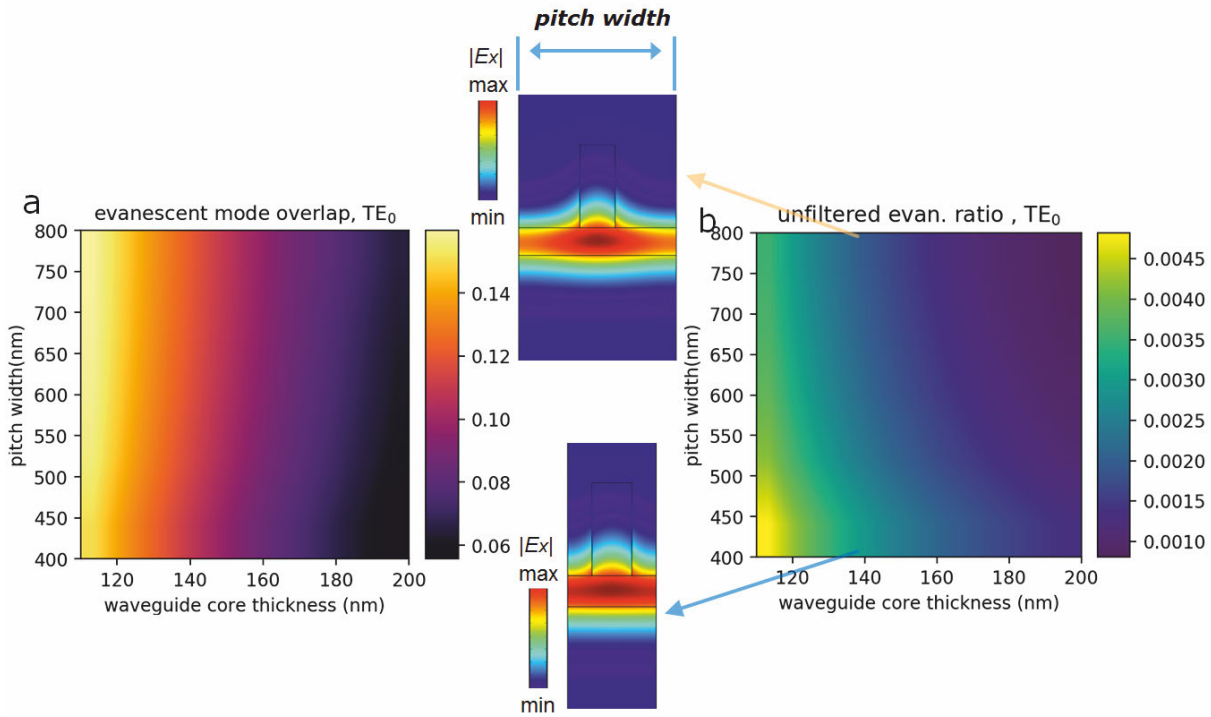 pitch width
|Ex|
max
min
a
evanescent mode overlap, TE0
800
750
700
650
600
550
500
450
400
pitch width(nm)
120 140 160 180 200
waveguide core thickness (nm)
0.14
0.12
0.10
0.08
0.06
|Ex|
max
min
b
unfiltered evan. ratio , TE0
800
750
700
650
600
550
500
450
400
pitch width(nm)
120 140 160 180 200
waveguide core thickness (nm)
0.0045
0.0040
0.0035
0.0030
0.0025
0.0020
0.0015
0.0010